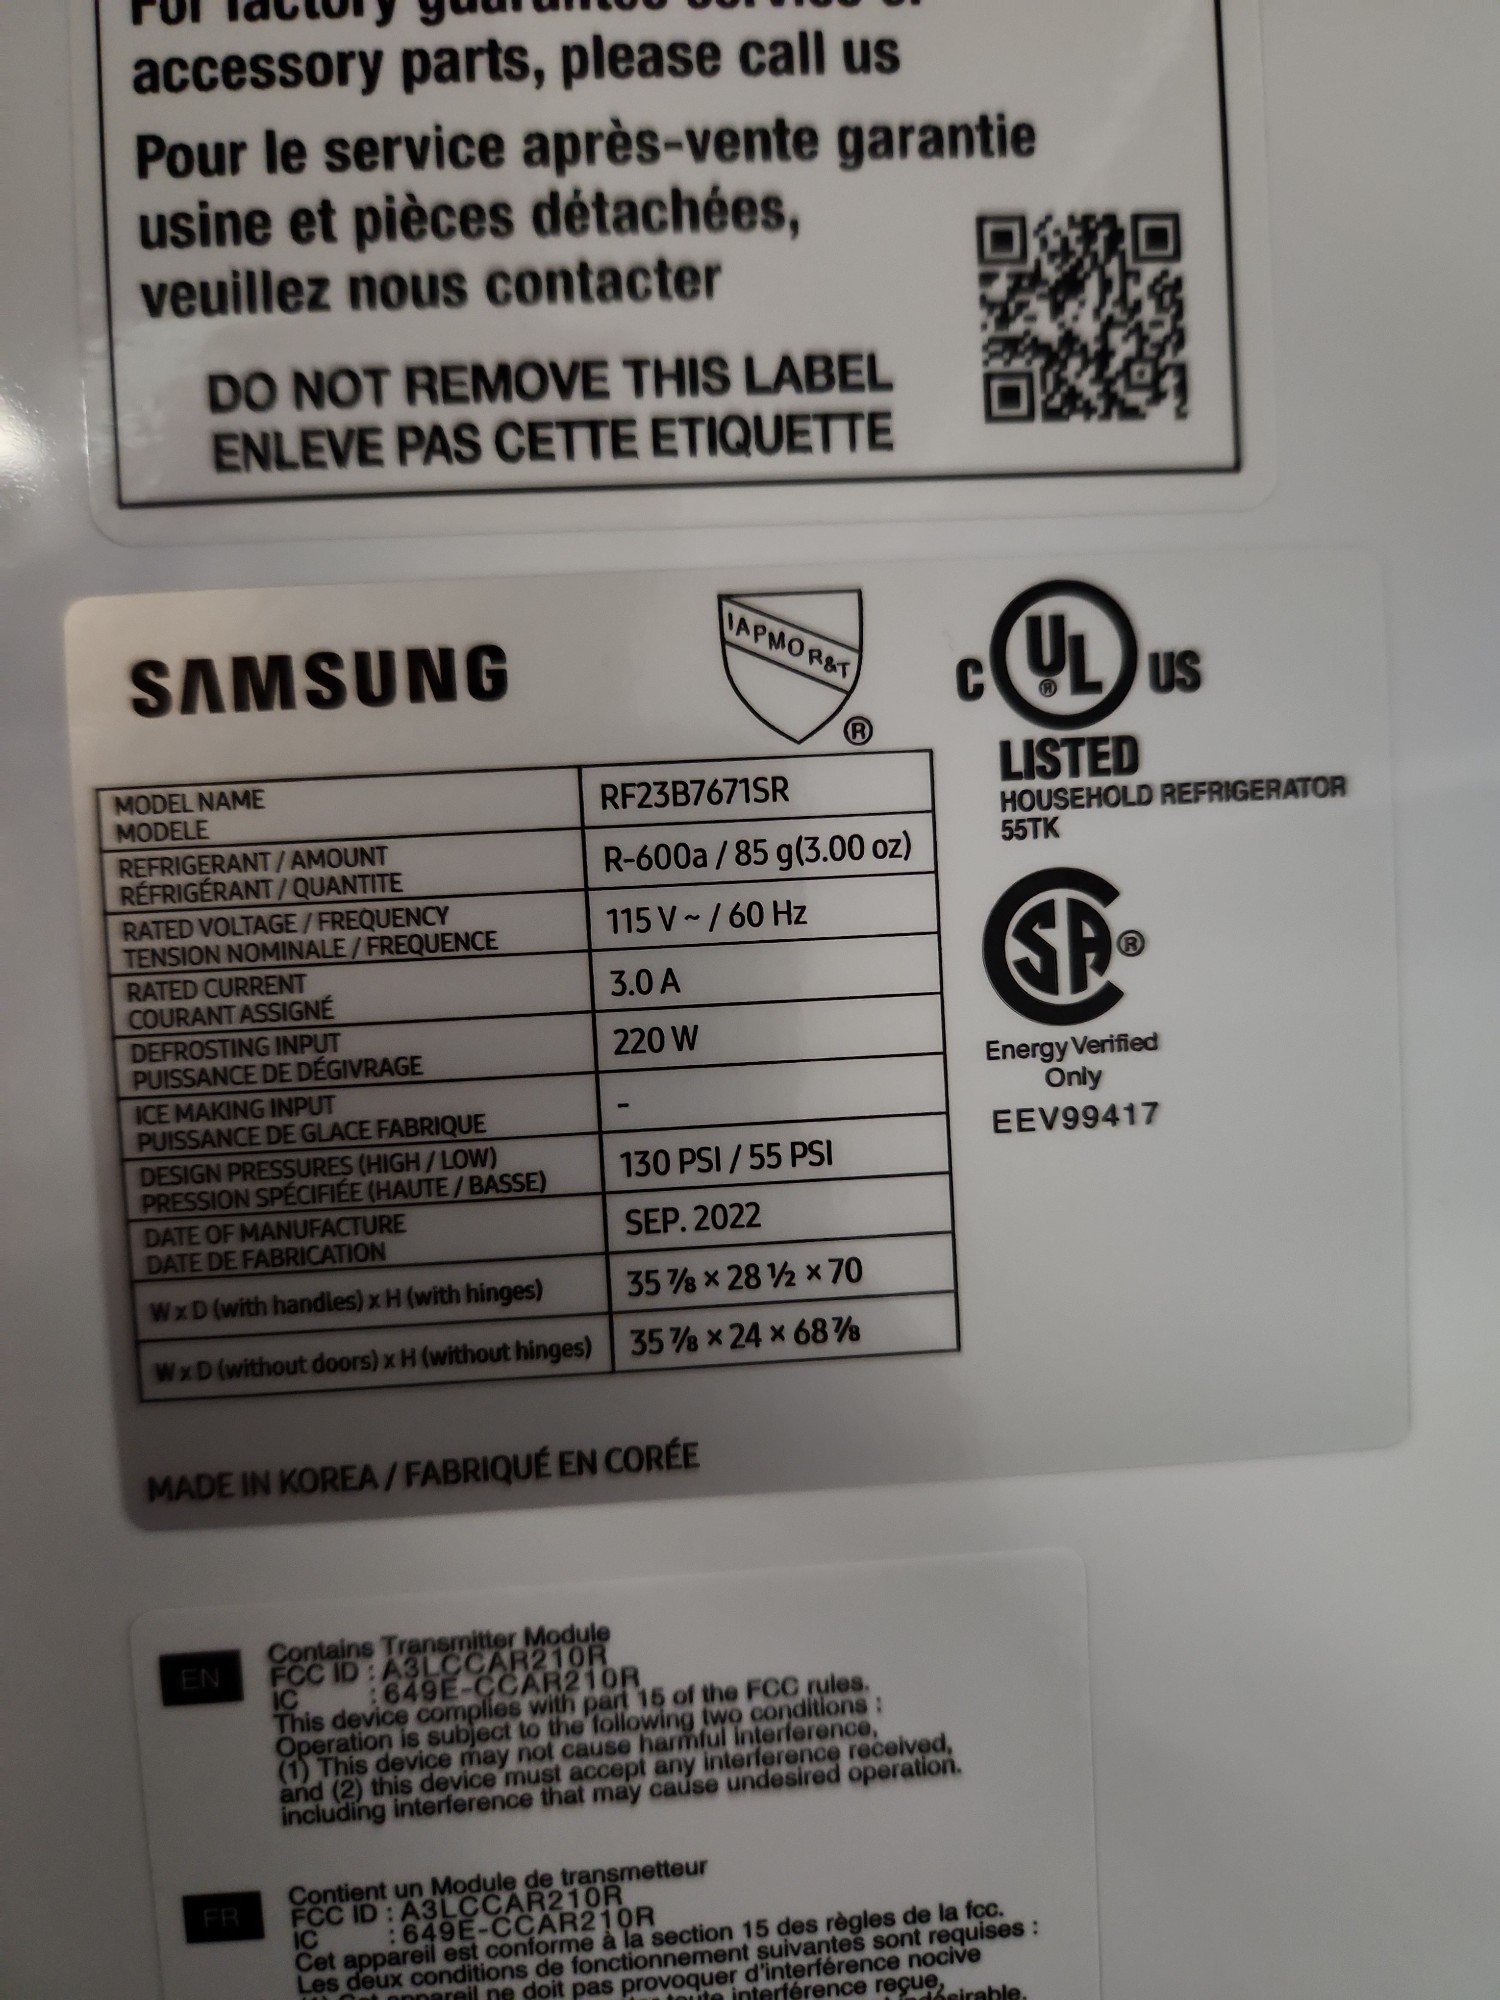 accessory parts, please call us
Pour le service après-vente garantie
usine et pièces détachées,
veuillez nous contacter
DO NOT REMOVE THIS LABEL
ENLEVE PAS CETTE ETIQUETTE
SAMSUNG
IAPMO R&T ®
C UL ® US
LISTED
HOUSEHOLD REFRIGERATOR
55TK
SA ®
Energy Verified
Only
EEV99417
MODEL NAME
MODELE
RF23B7671SR
REFRIGERANT / AMOUNT
RÉFRIGÉRANT / QUANTITE
R-600a / 85 g(3.00 oz)
RATED VOLTAGE / FREQUENCY
TENSION NOMINALE / FREQUENCE
115 V ~ / 60 Hz
RATED CURRENT
COURANT ASSIGNÉ
3.0 A
DEFROSTING INPUT
PUISSANCE DE DÉGIVRAGE
220 W
ICE MAKING INPUT
PUISSANCE DE GLACE FABRIQUE
-
DESIGN PRESSURES (HIGH / LOW)
PRESSION SPÉCIFIÉE (HAUTE / BASSE)
130 PSI / 55 PSI
DATE OF MANUFACTURE
DATE DE FABRICATION
SEP. 2022
W x D (with handles) x H (with hinges)
35 ⅞ × 28 ½ × 70
W x D (without doors) x H (without hinges)
35 ⅞ × 24 × 68 ⅞
MADE IN KOREA / FABRIQUÉ EN CORÉE
EN
Contains Transmitter Module
FCC ID : A3LCCAR210R
IC : 649E-CCAR210R
This device complies with part 15 of the FCC rules.
Operation is subject to the following two conditions :
(1) This device may not cause harmful interference,
and (2) this device must accept any interference received,
including interference that may cause undesired operation.
FR
Contient un Module de transmetteur
FCC ID : A3LCCAR210R
IC : 649E-CCAR210R
Cet appareil est conforme à la section 15 des règles de la fcc.
Les deux conditions de fonctionnement suivantes sont requises :
appareil ne doit pas provoquer d'interférence nocive
interférence reçue,